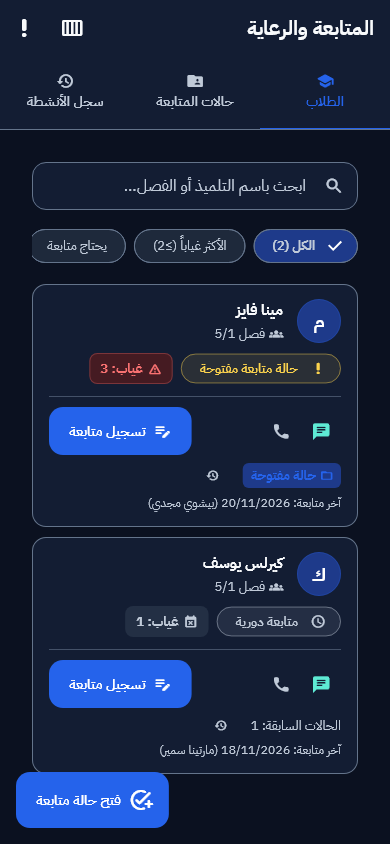 المتابعة والرعاية
الطلاب
حالات المتابعة
سجل الأنشطة
ابحث باسم التلميذ أو الفصل...
الكل (2)
الأكثر غياباً (≥2)
يحتاج متابعة
م
مينا فايز
فصل 5/1
حالة متابعة مفتوحة
غياب: 3
تسجيل متابعة
حالة مفتوحة
آخر متابعة: 20/11/2026 (بيشوي مجدي)
ك
كيرلس يوسف
فصل 5/1
متابعة دورية
غياب: 1
تسجيل متابعة
الحالات السابقة: 1
آخر متابعة: 18/11/2026 (مارتينا سمير)
فتح حالة متابعة